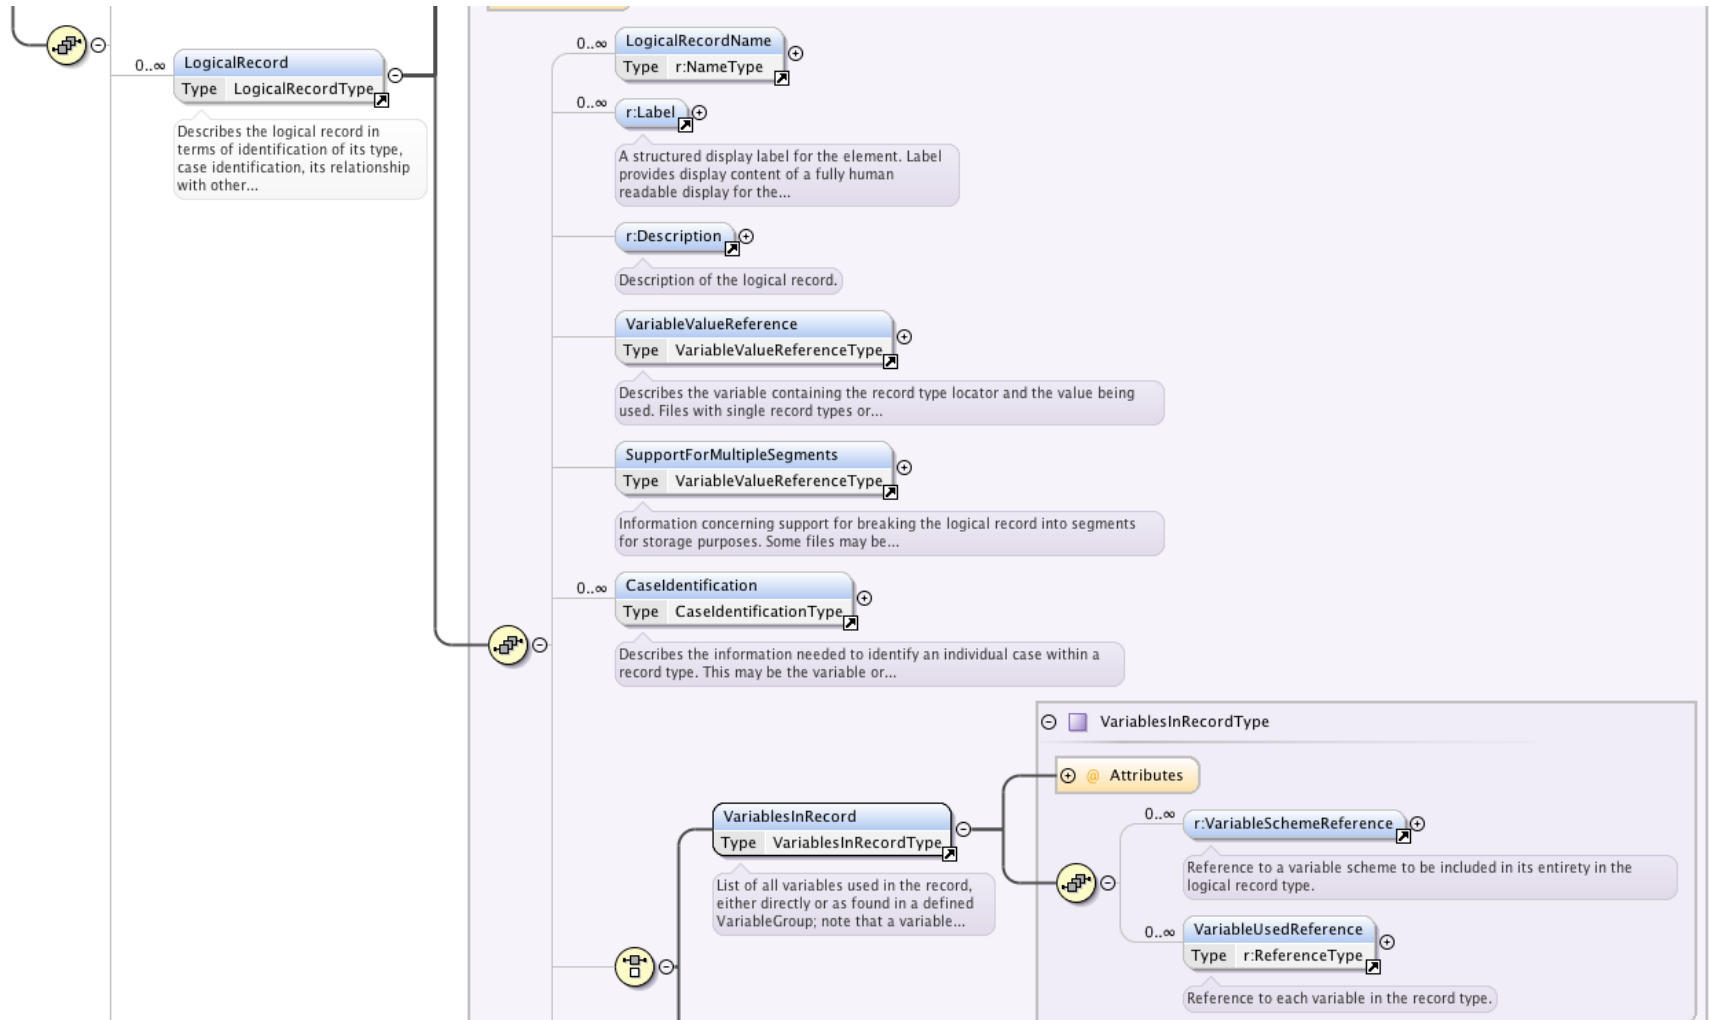 0..∞
LogicalRecord
Type LogicalRecordType
Describes the logical record in
terms of identification of its type,
case identification, its relationship
with other...
0..∞
LogicalRecordName
Type r:NameType
0..∞
r:Label
A structured display label for the element. Label
provides display content of a fully human
readable display for the...
r:Description
Description of the logical record.
VariableValueReference
Type VariableValueReferenceType
Describes the variable containing the record type locator and the value being
used. Files with single record types or...
SupportForMultipleSegments
Type VariableValueReferenceType
Information concerning support for breaking the logical record into segments
for storage purposes. Some files may be...
0..∞
CaseIdentification
Type CaseIdentificationType
Describes the information needed to identify an individual case within a
record type. This may be the variable or...
VariablesInRecord
Type VariablesInRecordType
List of all variables used in the record,
either directly or as found in a defined
VariableGroup; note that a variable...
VariablesInRecordType
@ Attributes
0..∞
r:VariableSchemeReference
Reference to a variable scheme to be included in its entirety in the
logical record type.
0..∞
VariableUsedReference
Type r:ReferenceType
Reference to each variable in the record type.